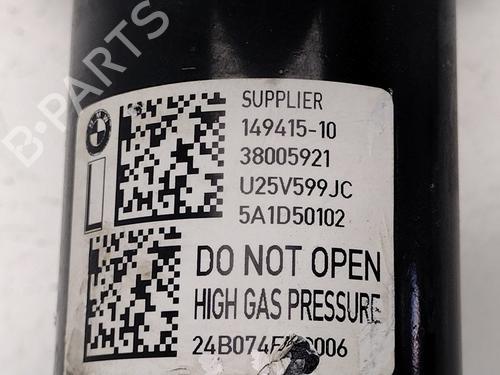 B-PARTS
SUPPLIER
149415-10
38005921
U25V599JC
5A1D50102
DO NOT OPEN
HIGH GAS PRESSURE